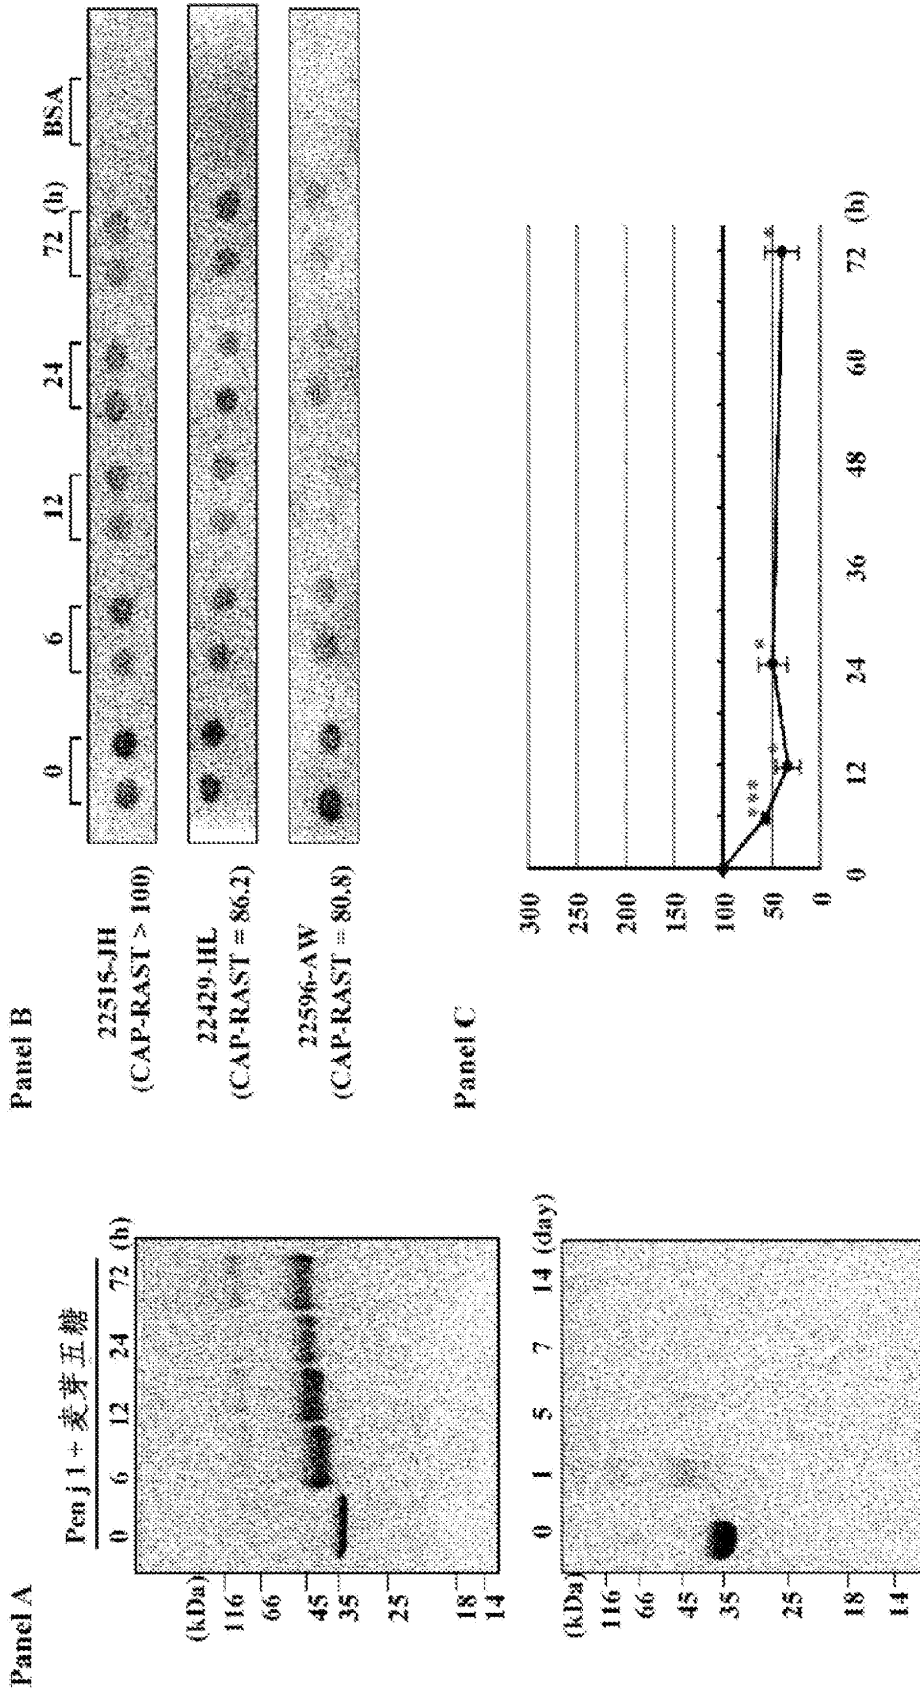 Panel A
Pen j 1 + 麦芽五糖
0 6 12 24 72 (h)
(kDa)
116
66
45
35
25
18
14
0 1 5 7 14 (day)
(kDa)
116
66
45
35
25
18
14
Panel B
0 6 12 24 72 (h) BSA
22515-JH
(CAP-RAST > 100)
22429-HL
(CAP-RAST = 86.2)
22596-AW
(CAP-RAST = 80.8)
Panel C
300
250
200
150
100
50
0
***
*
*
*
0 12 24 36 48 60 72 (h)